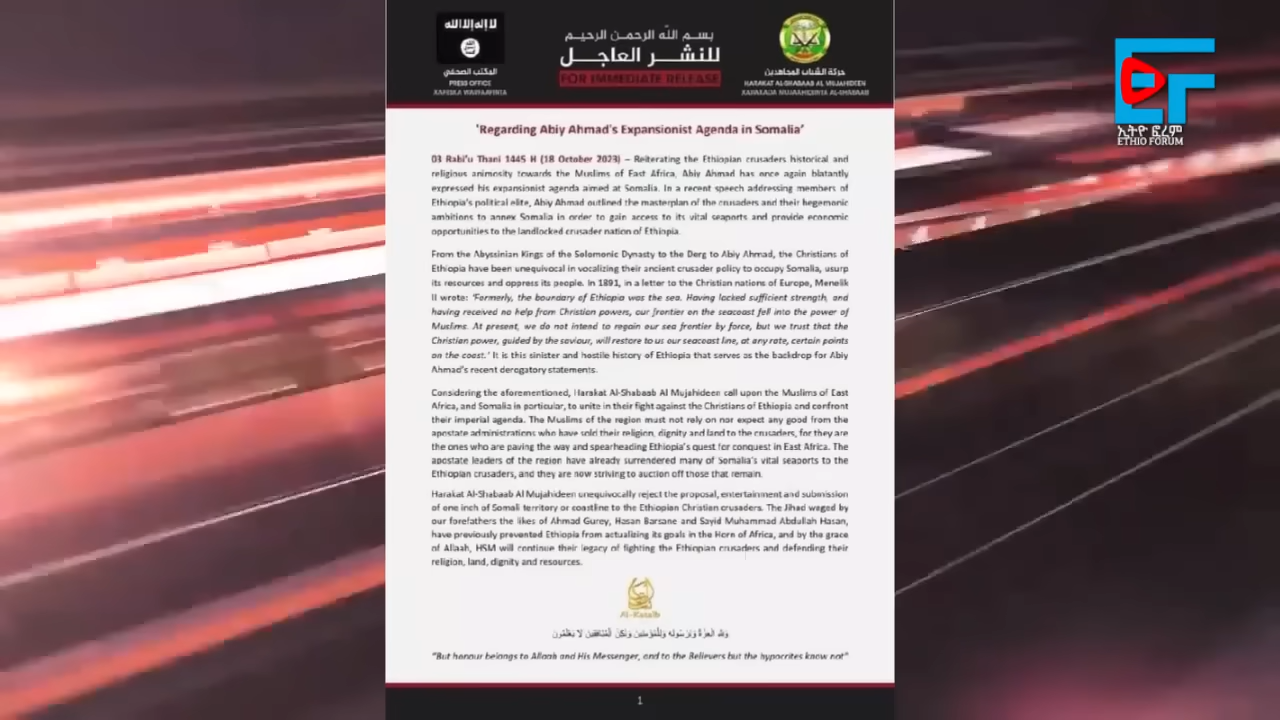 لا إله إلا الله
المكتب الصحفي
PRESS OFFICE
XAFIISKA WARFAAFINTA
بسم الله الرحمن الرحيم
للنشر العاجل
FOR IMMEDIATE RELEASE
حركة الشباب المجاهدين
HARAKAT AL-SHABAAB AL MUJAHIDEEN
XARAKADA MUJAAHIDIINTA AL-SHABAAB
ኢትዮ ፎረም
ETHIO FORUM
'Regarding Abiy Ahmad's Expansionist Agenda in Somalia'
03 Rabi'u Thani 1445 H (18 October 2023) – Reiterating the Ethiopian crusaders historical and
religious animosity towards the Muslims of East Africa, Abiy Ahmad has once again blatantly
expressed his expansionist agenda aimed at Somalia. In a recent speech addressing members of
Ethiopia's political elite, Abiy Ahmad outlined the masterplan of the crusaders and their hegemonic
ambitions to annex Somalia in order to gain access to its vital seaports and provide economic
opportunities to the landlocked crusader nation of Ethiopia.
From the Abyssinian Kings of the Solomonic Dynasty to the Derg to Abiy Ahmad, the Christians of
Ethiopia have been unequivocal in vocalizing their ancient crusader policy to occupy Somalia, usurp
its resources and oppress its people. In 1891, in a letter to the Christian nations of Europe, Menelik
II wrote: 'Formerly, the boundary of Ethiopia was the sea. Having lacked sufficient strength, and
having received no help from Christian powers, our frontier on the seacoast fell into the power of
Muslims. At present, we do not intend to regain our sea frontier by force, but we trust that the
Christian power, guided by the saviour, will restore to us our seacoast line, at any rate, certain points
on the coast.' It is this sinister and hostile history of Ethiopia that serves as the backdrop for Abiy
Ahmad's recent derogatory statements.
Considering the aforementioned, Harakat Al-Shabaab Al Mujahideen call upon the Muslims of East
Africa, and Somalia in particular, to unite in their fight against the Christians of Ethiopia and confront
their imperial agenda. The Muslims of the region must not rely on nor expect any good from the
apostate administrations who have sold their religion, dignity and land to the crusaders, for they are
the ones who are paving the way and spearheading Ethiopia's quest for conquest in East Africa. The
apostate leaders of the region have already surrendered many of Somalia's vital seaports to the
Ethiopian crusaders, and they are now striving to auction off those that remain.
Harakat Al-Shabaab Al Mujahideen unequivocally reject the proposal, entertainment and submission
of one inch of Somali territory or coastline to the Ethiopian Christian crusaders. The Jihad waged by
our forefathers the likes of Ahmad Gurey, Hasan Barsane and Sayid Muhammad Abdullah Hasan,
have previously prevented Ethiopia from actualizing its goals in the Horn of Africa, and by the grace
of Allaah, HSM will continue their legacy of fighting the Ethiopian crusaders and defending their
religion, land, dignity and resources.
Al-Kataib
ولله العزة ولرسوله وللمؤمنين ولكن المنافقين لا يعلمون
"But honour belongs to Allaah and His Messenger, and to the Believers but the hypocrites know not"
1